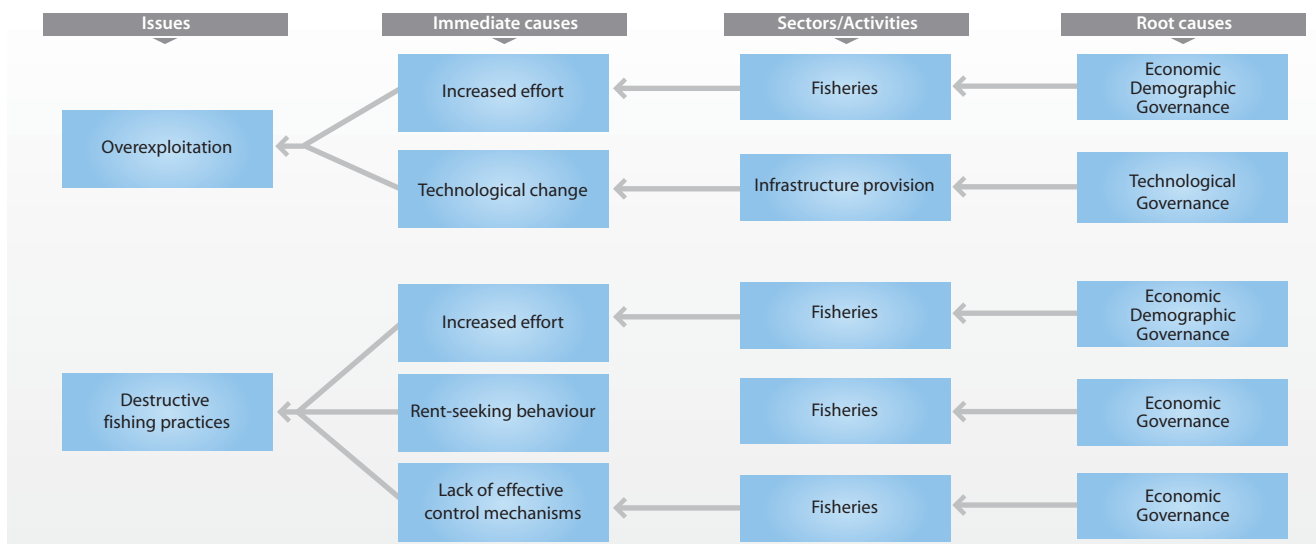 Issues
Immediate causes
Sectors/Activities
Root causes
Overexploitation
Increased effort
Fisheries
Economic
Demographic
Governance
Technological change
Infrastructure provision
Technological
Governance
Destructive
fishing practices
Increased effort
Fisheries
Economic
Demographic
Governance
Rent-seeking behaviour
Fisheries
Economic
Governance
Lack of effective
control mechanisms
Fisheries
Economic
Governance